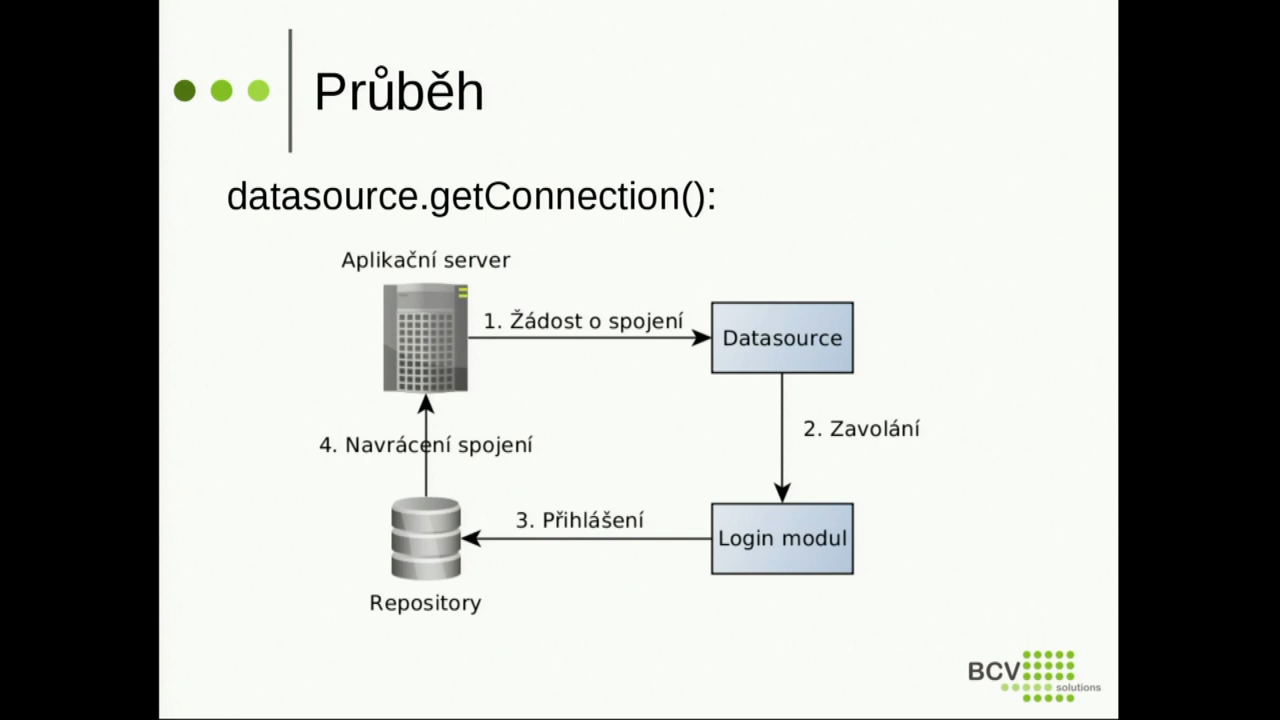 Průběh
datasource.getConnection():
Aplikační server
1. Žádost o spojení
Datasource
2. Zavolání
4. Navrácení spojení
3. Přihlášení
Login modul
Repository
BCV
solutions